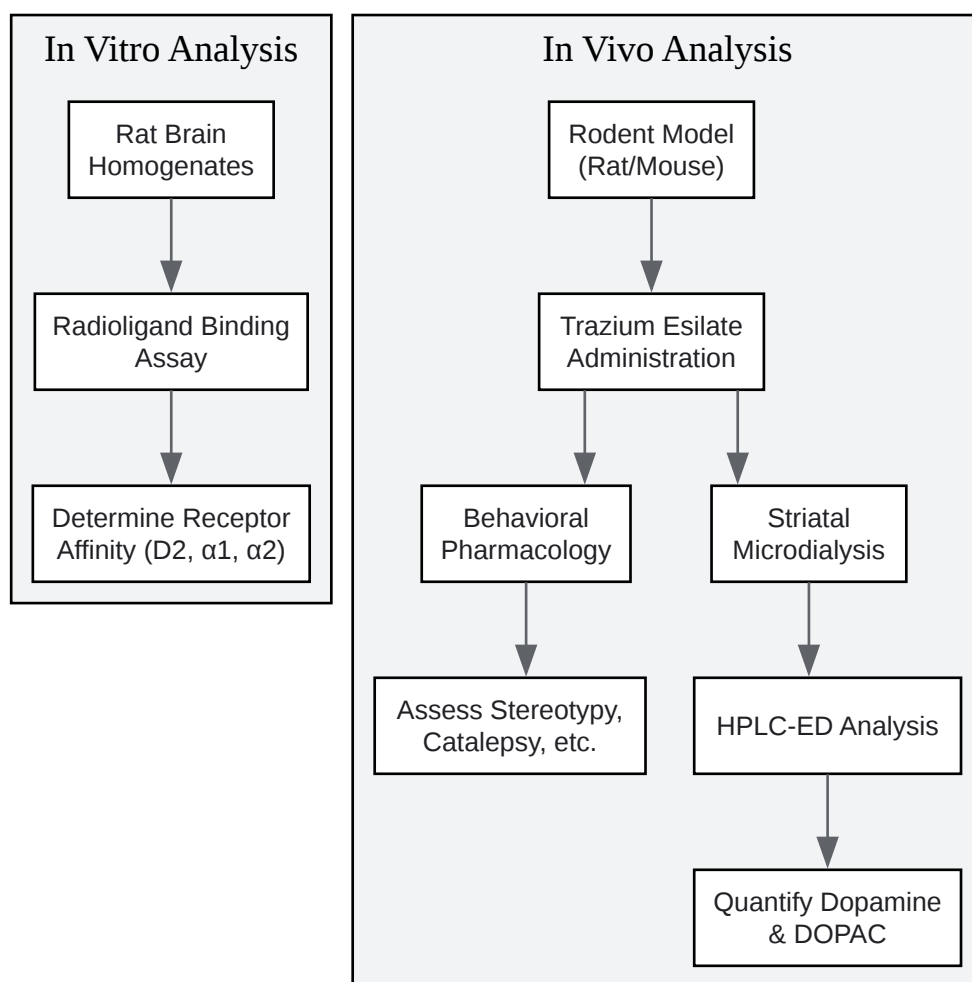 In Vitro Analysis
Rat Brain
Homogenates
Radioligand Binding
Assay
Determine Receptor
Affinity (D2, α1, α2)
In Vivo Analysis
Rodent Model
(Rat/Mouse)
Trazium Esilate
Administration
Behavioral
Pharmacology
Striatal
Microdialysis
Assess Stereotypy,
Catalepsy, etc.
HPLC-ED Analysis
Quantify Dopamine
& DOPAC